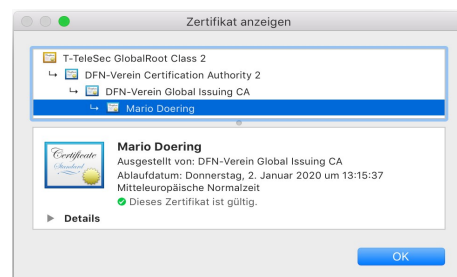 Zertifikat anzeigen
T-TeleSec GlobalRoot Class 2
DFN-Verein Certification Authority 2
DFN-Verein Global Issuing CA
Mario Doering
Certificate
Standard
Mario Doering
Ausgestellt von: DFN-Verein Global Issuing CA
Ablaufdatum: Donnerstag, 2. Januar 2020 um 13:15:37
Mitteleuropäische Normalzeit
Dieses Zertifikat ist gültig.
Details
OK